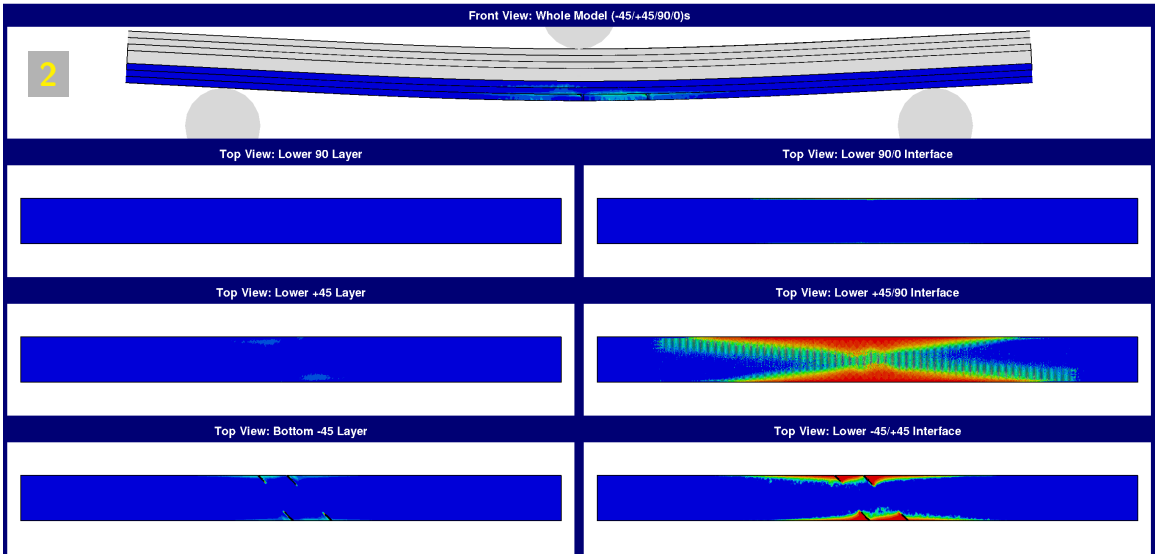 Front View: Whole Model (-45/+45/90/0)s
2
Top View: Lower 90 Layer
Top View: Lower 90/0 Interface
Top View: Lower +45 Layer
Top View: Lower +45/90 Interface
Top View: Bottom -45 Layer
Top View: Lower -45/+45 Interface